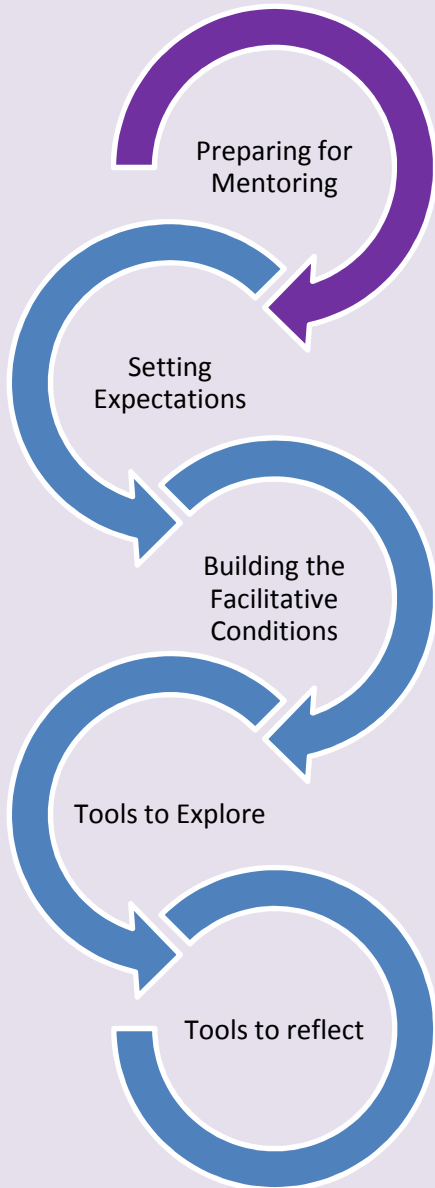 Preparing for
Mentoring
Setting
Expectations
Building the
Facilitative
Conditions
Tools to Explore
Tools to reflect